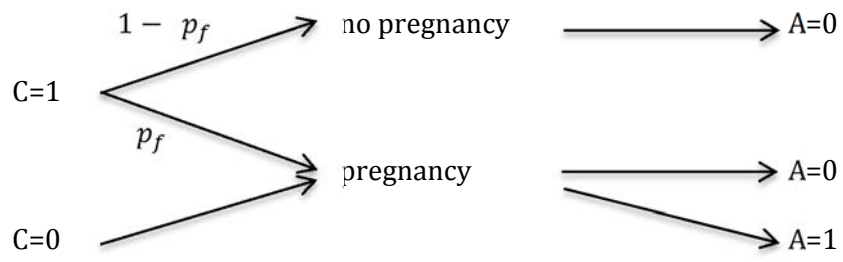 1 − p_f
no pregnancy
A=0
C=1
p_f
pregnancy
A=0
C=0
A=1